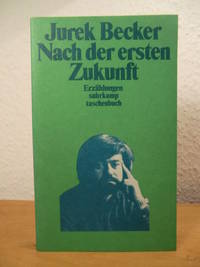 Jurek Becker
Nach der ersten
Zukunft
Erzählungen
suhrkamp
taschenbuch